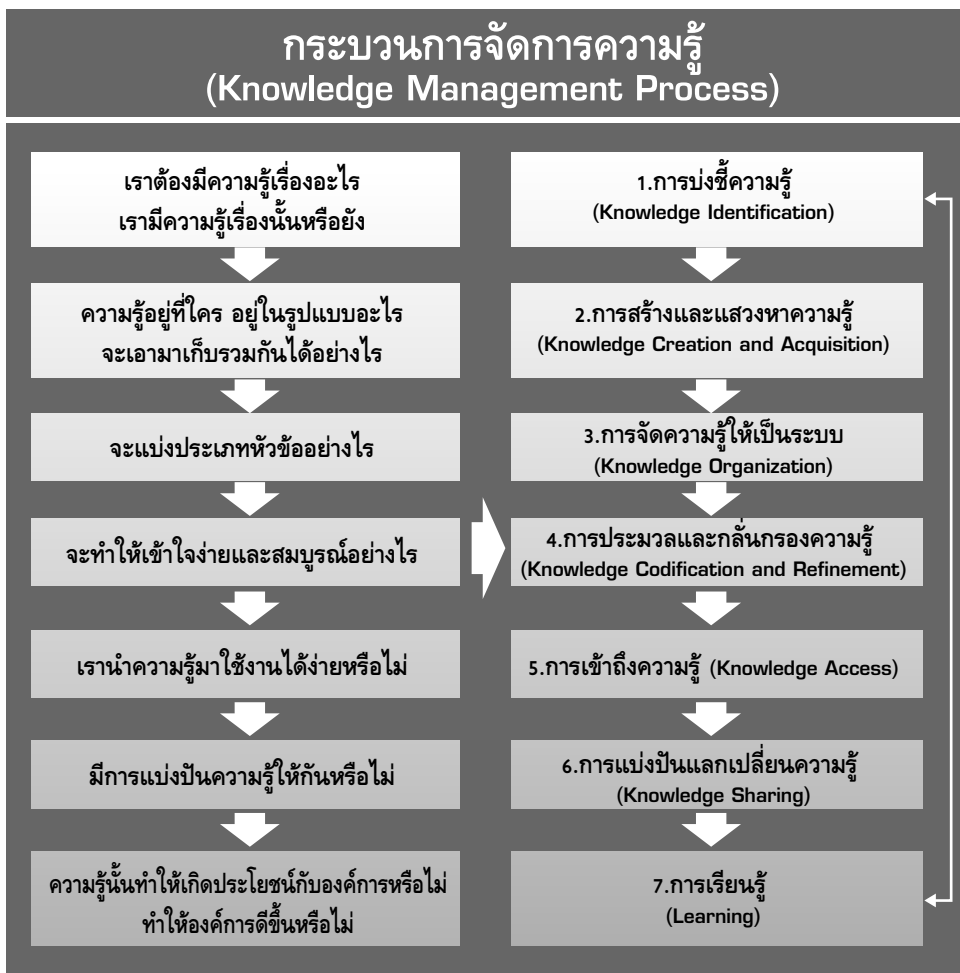 กระบวนการจัดการความรู้
(Knowledge Management Process)
เราต้องมีความรู้เรื่องอะไร
เรามีความรู้เรื่องนั้นหรือยัง
ความรู้อยู่ที่ใคร อยู่ในรูปแบบอะไร
จะเอามาเก็บรวมกันได้อย่างไร
จะแบ่งประเภทหัวข้ออย่างไร
จะทำให้เข้าใจง่ายและสมบูรณ์อย่างไร
เรานำความรู้มาใช้งานได้ง่ายหรือไม่
มีการแบ่งปันความรู้ให้กันหรือไม่
ความรู้นั้นทำให้เกิดประโยชน์กับองค์การหรือไม่
ทำให้องค์การดีขึ้นหรือไม่
1.การบ่งชี้ความรู้
(Knowledge Identification)
2.การสร้างและแสวงหาความรู้
(Knowledge Creation and Acquisition)
3.การจัดความรู้ให้เป็นระบบ
(Knowledge Organization)
4.การประมวลและกลั่นกรองความรู้
(Knowledge Codification and Refinement)
5.การเข้าถึงความรู้ (Knowledge Access)
6.การแบ่งปันแลกเปลี่ยนความรู้
(Knowledge Sharing)
7.การเรียนรู้
(Learning)